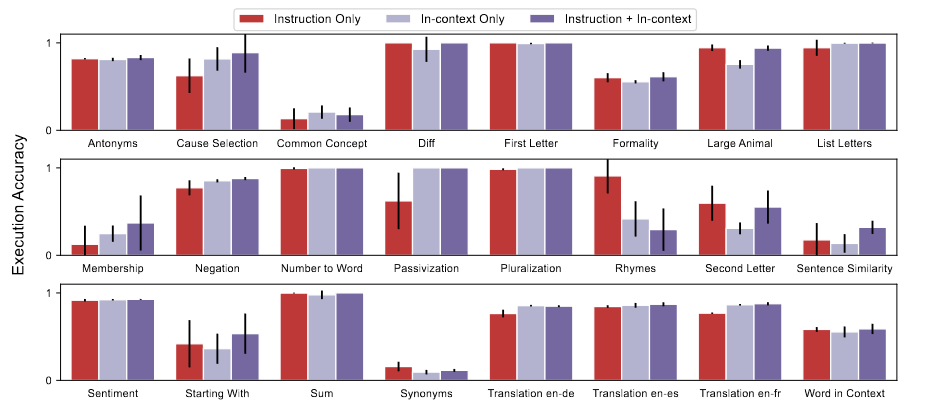 Instruction Only In-context Only Instruction + In-context
Execution Accuracy
1
0
Antonyms Cause Selection Common Concept Diff First Letter Formality Large Animal List Letters
1
0
Membership Negation Number to Word Passivization Pluralization Rhymes Second Letter Sentence Similarity
1
0
Sentiment Starting With Sum Synonyms Translation en-de Translation en-es Translation en-fr Word in Context